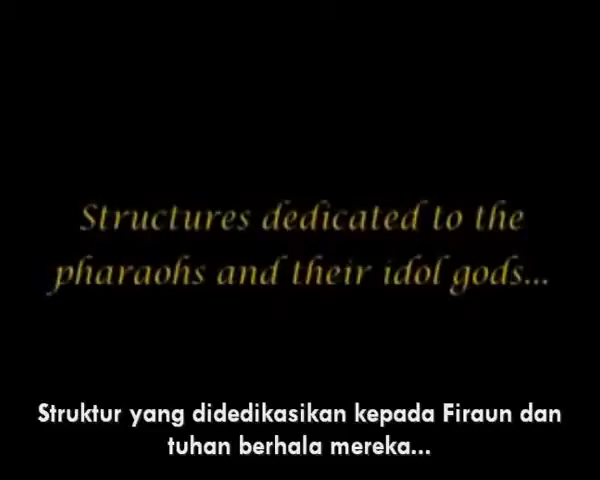 Structures dedicated to the
pharaohs and their idol gods...
Struktur yang didedikasikan kepada Firaun dan
tuhan berhala mereka...